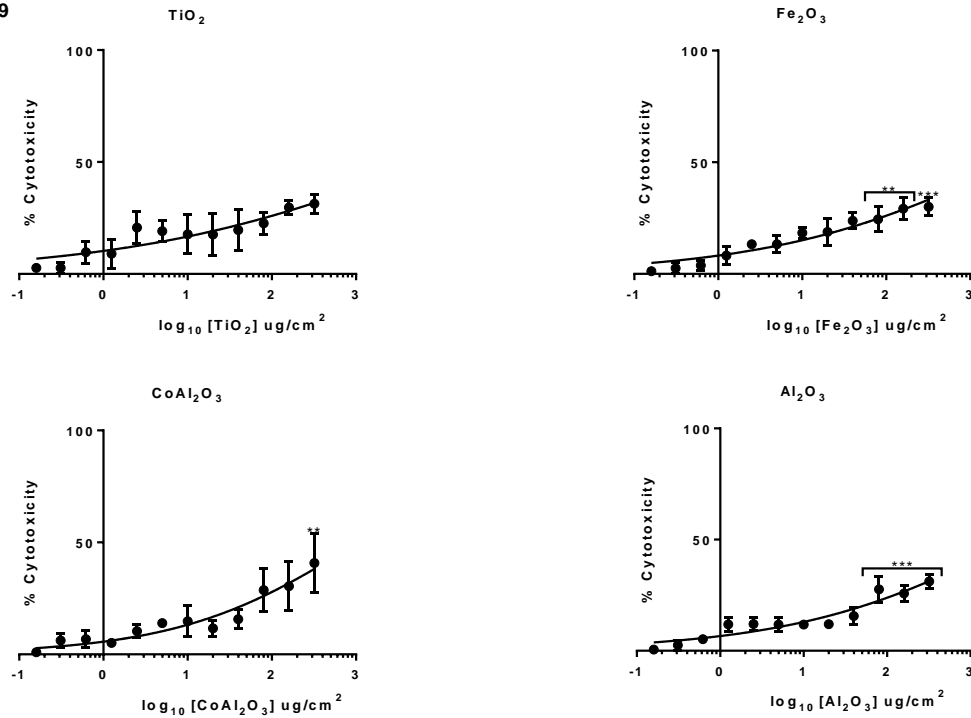 9
TiO2
100
50
% Cytotoxicity
-1 0 1 2 3
log10 [TiO2] ug/cm2
Fe2O3
100
50
% Cytotoxicity
** ***
-1 0 1 2 3
log10 [Fe2O3] ug/cm2
CoAl2O3
100
50
% Cytotoxicity
**
-1 0 1 2 3
log10 [CoAl2O3] ug/cm2
Al2O3
100
50
% Cytotoxicity
***
-1 0 1 2 3
log10 [Al2O3] ug/cm2